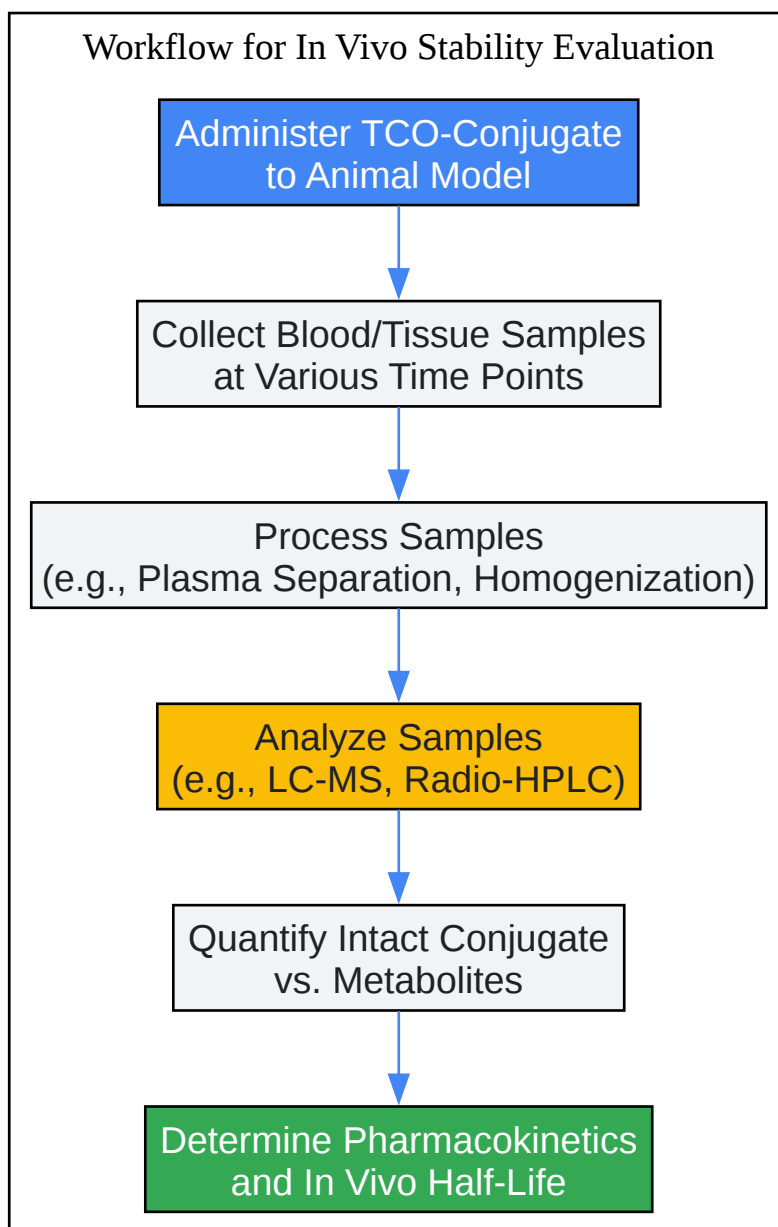 Workflow for In Vivo Stability Evaluation
Administer TCO-Conjugate
to Animal Model
Collect Blood/Tissue Samples
at Various Time Points
Process Samples
(e.g., Plasma Separation, Homogenization)
Analyze Samples
(e.g., LC-MS, Radio-HPLC)
Quantify Intact Conjugate
vs. Metabolites
Determine Pharmacokinetics
and In Vivo Half-Life